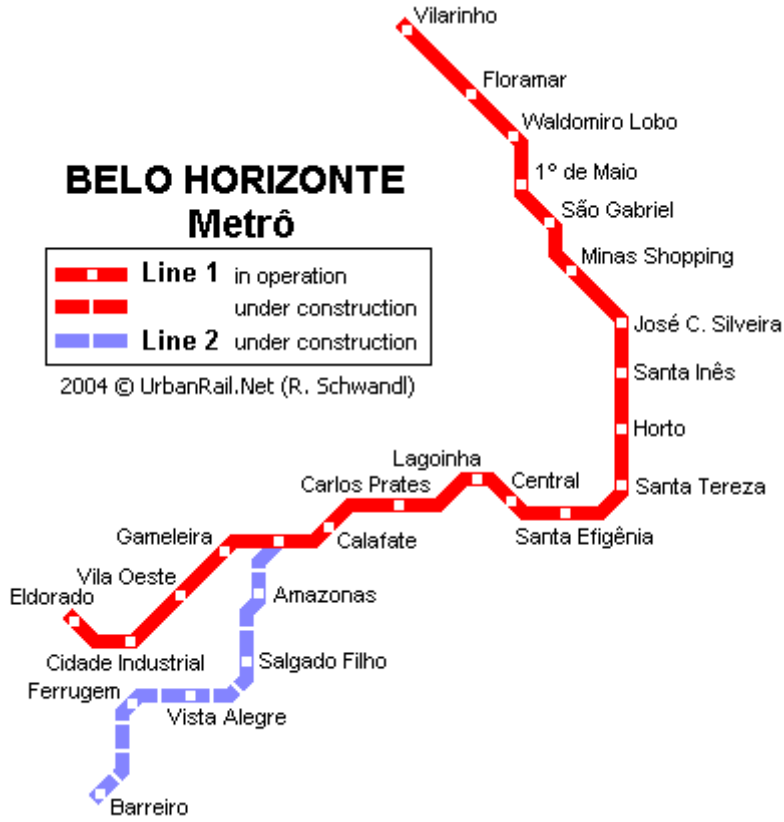 Vilarinho
Floramar
Waldomiro Lobo
BELO HORIZONTE
Metrô
1º de Maio
São Gabriel
Minas Shopping
Line 1 in operation
under construction
Line 2 under construction
José C. Silveira
2004 © UrbanRail.Net (R. Schwandl)
Santa Inês
Horto
Lagoinha
Carlos Prates
Central
Santa Tereza
Gameleira
Calafate
Santa Efigênia
Vila Oeste
Eldorado
Amazonas
Cidade Industrial
Salgado Filho
Ferrugem
Vista Alegre
Barreiro